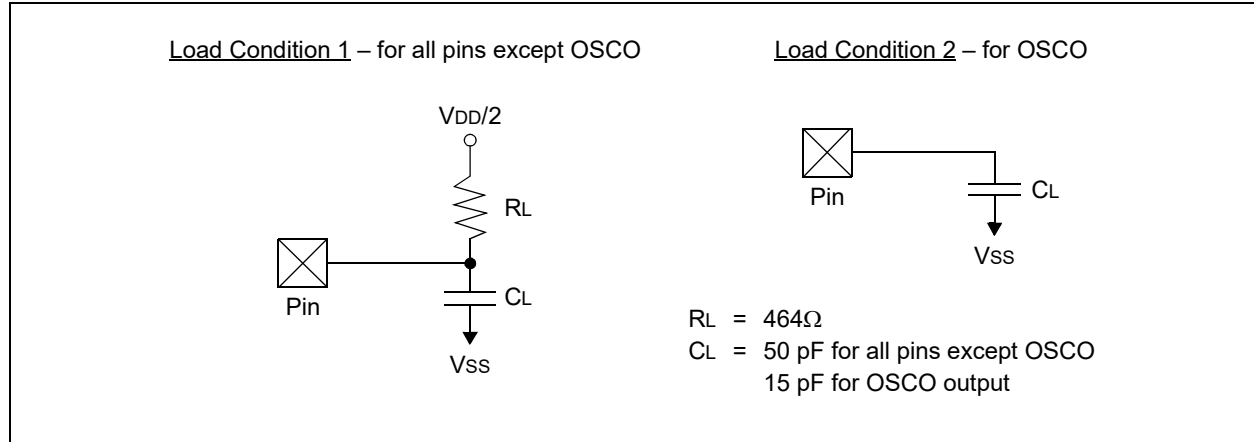 Load Condition 1 – for all pins except OSCO
VDD/2
RL
Pin
CL
VSS
Load Condition 2 – for OSCO
Pin
CL
VSS
RL = 464Ω
CL = 50 pF for all pins except OSCO
15 pF for OSCO output